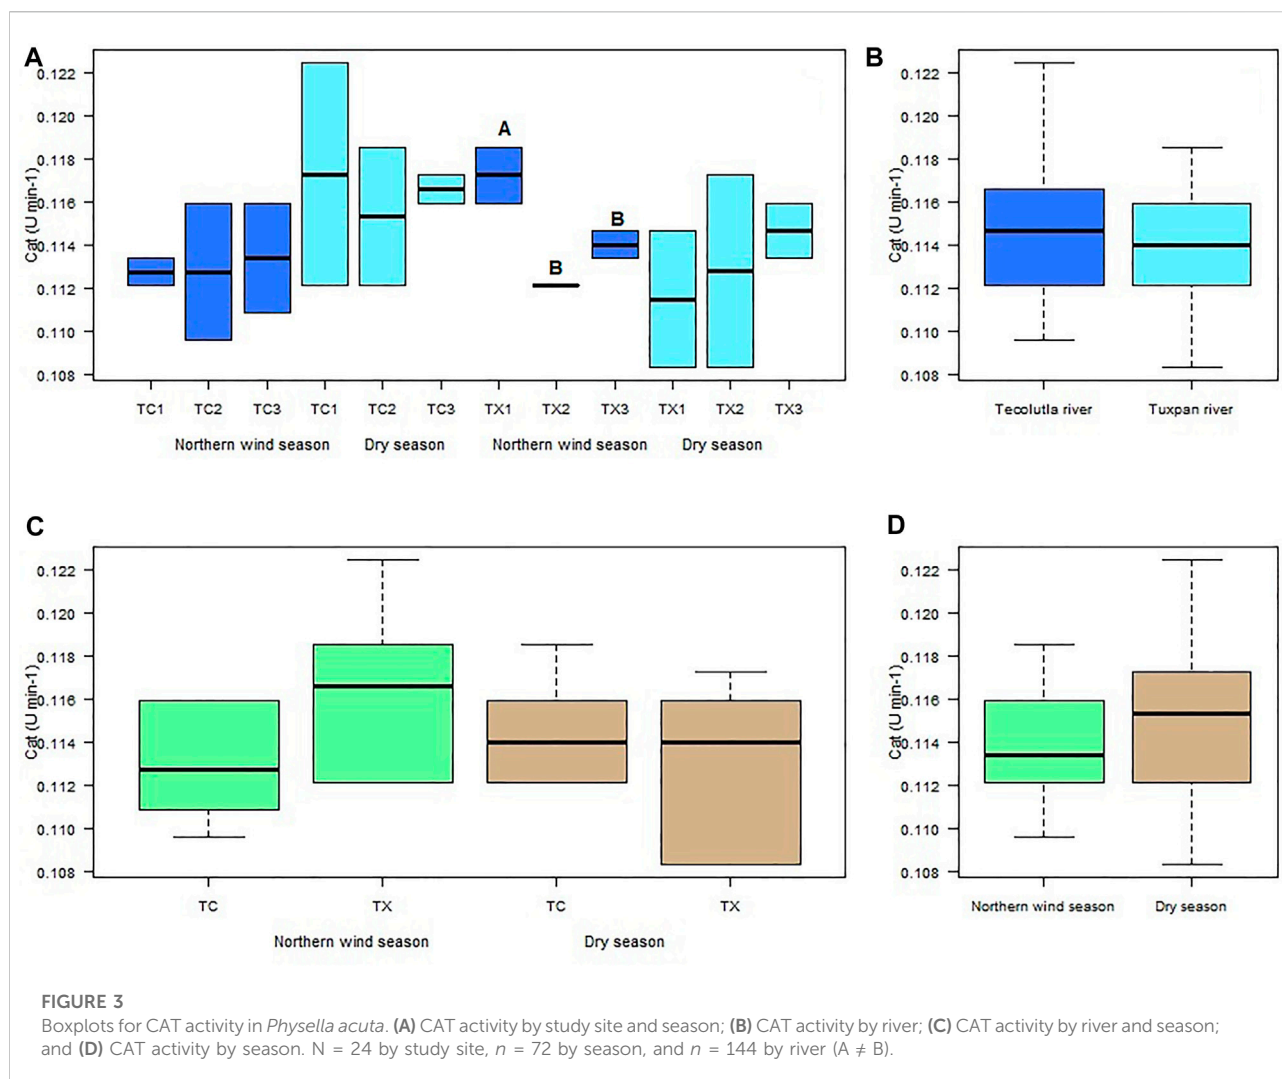 A
0.122
0.120
0.118
0.116
0.114
0.112
0.110
0.108
Cat (U min-1)
A
B
B
TC1 TC2 TC3 TC1 TC2 TC3 TX1 TX2 TX3 TX1 TX2 TX3
Northern wind season Dry season Northern wind season Dry season
B
0.122
0.120
0.118
0.116
0.114
0.112
0.110
0.108
Cat (U min-1)
Tecolutla river Tuxpan river
C
0.122
0.120
0.118
0.116
0.114
0.112
0.110
0.108
Cat (U min-1)
TC TX TC TX
Northern wind season Dry season
D
0.122
0.120
0.118
0.116
0.114
0.112
0.110
0.108
Cat (U min-1)
Northern wind season Dry season
FIGURE 3
Boxplots for CAT activity in Physella acuta. (A) CAT activity by study site and season; (B) CAT activity by river; (C) CAT activity by river and season;
and (D) CAT activity by season. N = 24 by study site, n = 72 by season, and n = 144 by river (A ≠ B).